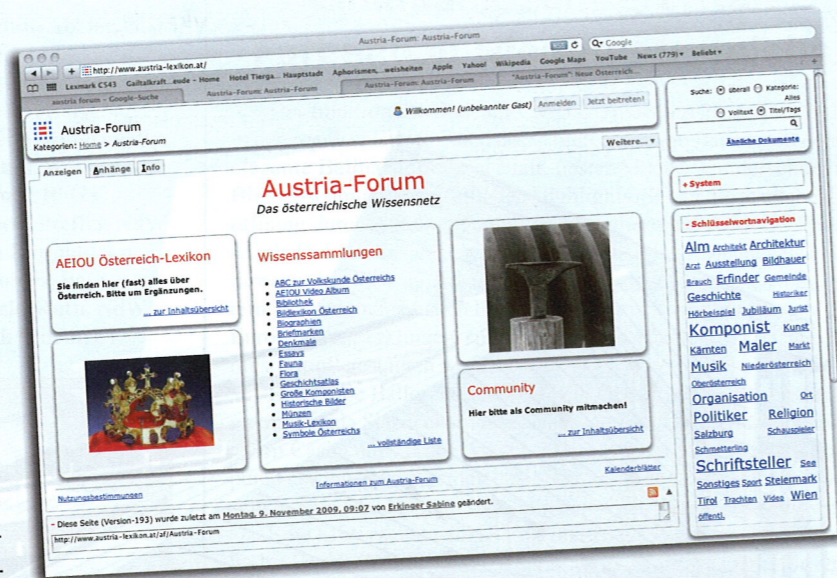 Austria-Forum: Austria-Forum
http://www.austria-lexikon.at/
Google
Lexmark C543 Gailtalkraft...eude - Home Hotel Tierga... Hauptstadt Aphorismen,...weisheiten Apple Yahoo! Wikipedia Google Maps YouTube News (779) Beliebt
austria forum - Google-Suche
Austria-Forum: Austria-Forum
Austria-Forum: Austria-Forum
"Austria-Forum": Neue Österreich...
Austria-Forum
Kategorien: Home > Austria-Forum
Willkommen! (unbekannter Gast) Anmelden Jetzt beitreten!
Anzeigen Anhänge Info
Weitere...
Austria-Forum
Das österreichische Wissensnetz
AEIOU Österreich-Lexikon
Sie finden hier (fast) alles über
Österreich. Bitte um Ergänzungen.
... zur Inhaltsübersicht
Wissenssammlungen
ABC zur Volkskunde Österreichs
AEIOU Video Album
Bibliothek
Bildlexikon Österreich
Biographien
Briefmarken
Denkmale
Essays
Fauna
Flora
Geschichtsatlas
Große Komponisten
Historische Bilder
Münzen
Musik-Lexikon
Symbole Österreichs
... vollständige Liste
Community
Hier bitte als Community mitmachen!
... zur Inhaltsübersicht
Nutzungsbestimmungen
Informationen zum Austria-Forum
Kalenderblätter
- Diese Seite (Version-193) wurde zuletzt am Montag, 9. November 2009, 09:07 von Erkinger Sabine geändert.
http://www.austria-lexikon.at/af/Austria-Forum
Suche: überall Kategorie:
Alles
Volltext Titel/Tags
Ähnliche Dokumente
+ System
- Schlüsselwortnavigation
Alm Architekt Architektur
Arzt Ausstellung Bildhauer
Brauch Erfinder Gemeinde
Geschichte Historiker
Hörbeispiel Jubiläum Jurist
Komponist Kunst
Kärnten Maler Markt
Musik Niederösterreich
Oberösterreich
Organisation Ort
Politiker Religion
Salzburg Schauspieler
Schmetterling
Schriftsteller See
Sonstiges Sport Steiermark
Tirol Trachten Video Wien
öffentl.